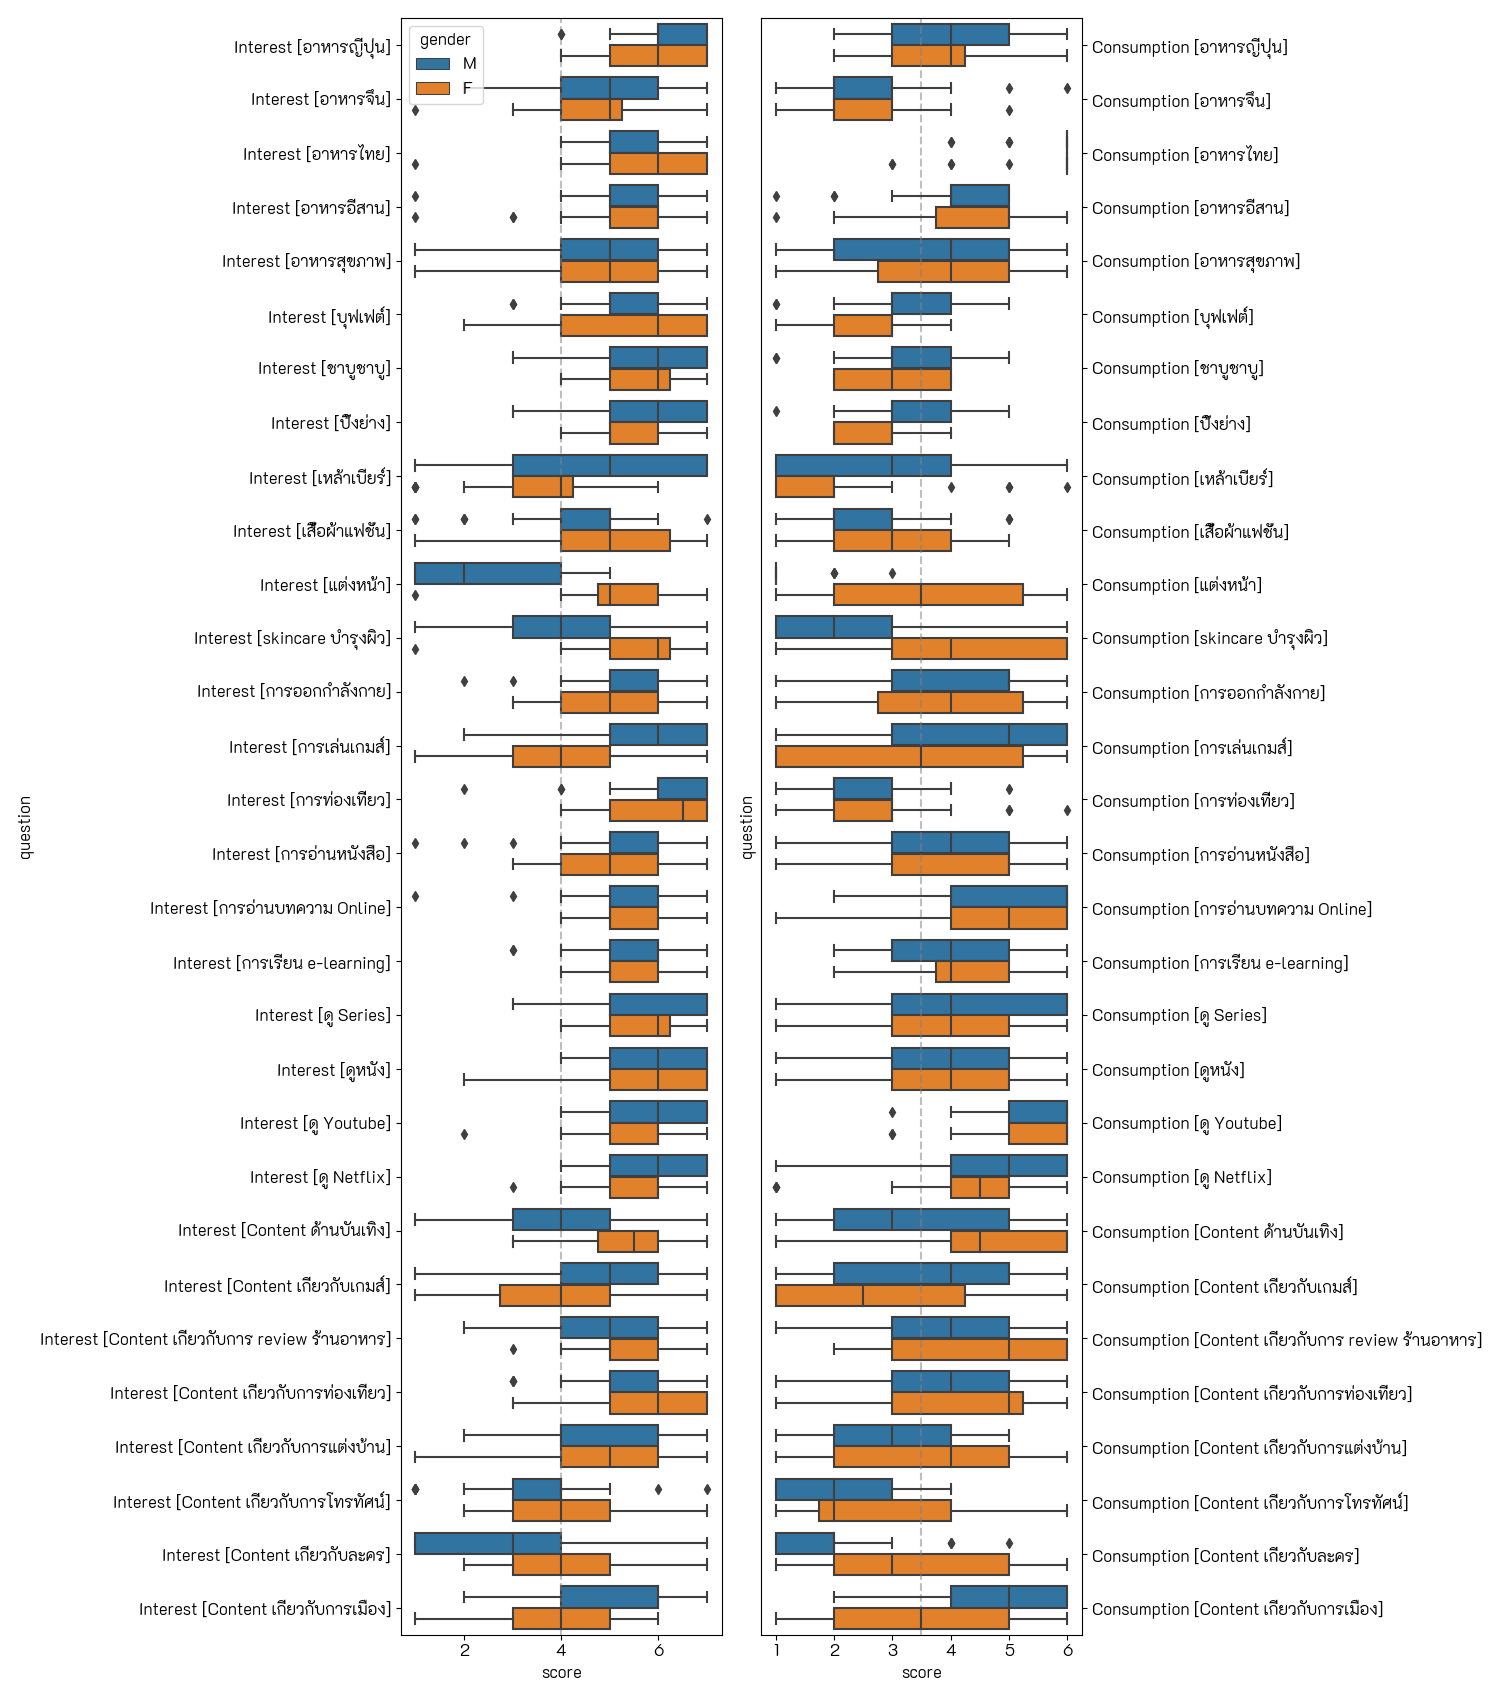 gender
M
F
Interest [อาหารญี่ปุ่น]
Interest [อาหารจีน]
Interest [อาหารไทย]
Interest [อาหารอีสาน]
Interest [อาหารสุขภาพ]
Interest [บุฟเฟต์]
Interest [ชาบูชาบู]
Interest [ปิ้งย่าง]
Interest [เหล้าเบียร์]
Interest [เสื้อผ้าแฟชั่น]
Interest [แต่งหน้า]
Interest [skincare บำรุงผิว]
Interest [การออกกำลังกาย]
Interest [การเล่นเกมส์]
Interest [การท่องเที่ยว]
Interest [การอ่านหนังสือ]
Interest [การอ่านบทความ Online]
Interest [การเรียน e-learning]
Interest [ดู Series]
Interest [ดูหนัง]
Interest [ดู Youtube]
Interest [ดู Netflix]
Interest [Content ด้านบันเทิง]
Interest [Content เกี่ยวกับเกมส์]
Interest [Content เกี่ยวกับการ review ร้านอาหาร]
Interest [Content เกี่ยวกับการท่องเที่ยว]
Interest [Content เกี่ยวกับการแต่งบ้าน]
Interest [Content เกี่ยวกับการโทรทัศน์]
Interest [Content เกี่ยวกับละคร]
Interest [Content เกี่ยวกับการเมือง]
question
2 4 6
score
Consumption [อาหารญี่ปุ่น]
Consumption [อาหารจีน]
Consumption [อาหารไทย]
Consumption [อาหารอีสาน]
Consumption [อาหารสุขภาพ]
Consumption [บุฟเฟต์]
Consumption [ชาบูชาบู]
Consumption [ปิ้งย่าง]
Consumption [เหล้าเบียร์]
Consumption [เสื้อผ้าแฟชั่น]
Consumption [แต่งหน้า]
Consumption [skincare บำรุงผิว]
Consumption [การออกกำลังกาย]
Consumption [การเล่นเกมส์]
Consumption [การท่องเที่ยว]
Consumption [การอ่านหนังสือ]
Consumption [การอ่านบทความ Online]
Consumption [การเรียน e-learning]
Consumption [ดู Series]
Consumption [ดูหนัง]
Consumption [ดู Youtube]
Consumption [ดู Netflix]
Consumption [Content ด้านบันเทิง]
Consumption [Content เกี่ยวกับเกมส์]
Consumption [Content เกี่ยวกับการ review ร้านอาหาร]
Consumption [Content เกี่ยวกับการท่องเที่ยว]
Consumption [Content เกี่ยวกับการแต่งบ้าน]
Consumption [Content เกี่ยวกับการโทรทัศน์]
Consumption [Content เกี่ยวกับละคร]
Consumption [Content เกี่ยวกับการเมือง]
question
1 2 3 4 5 6
score